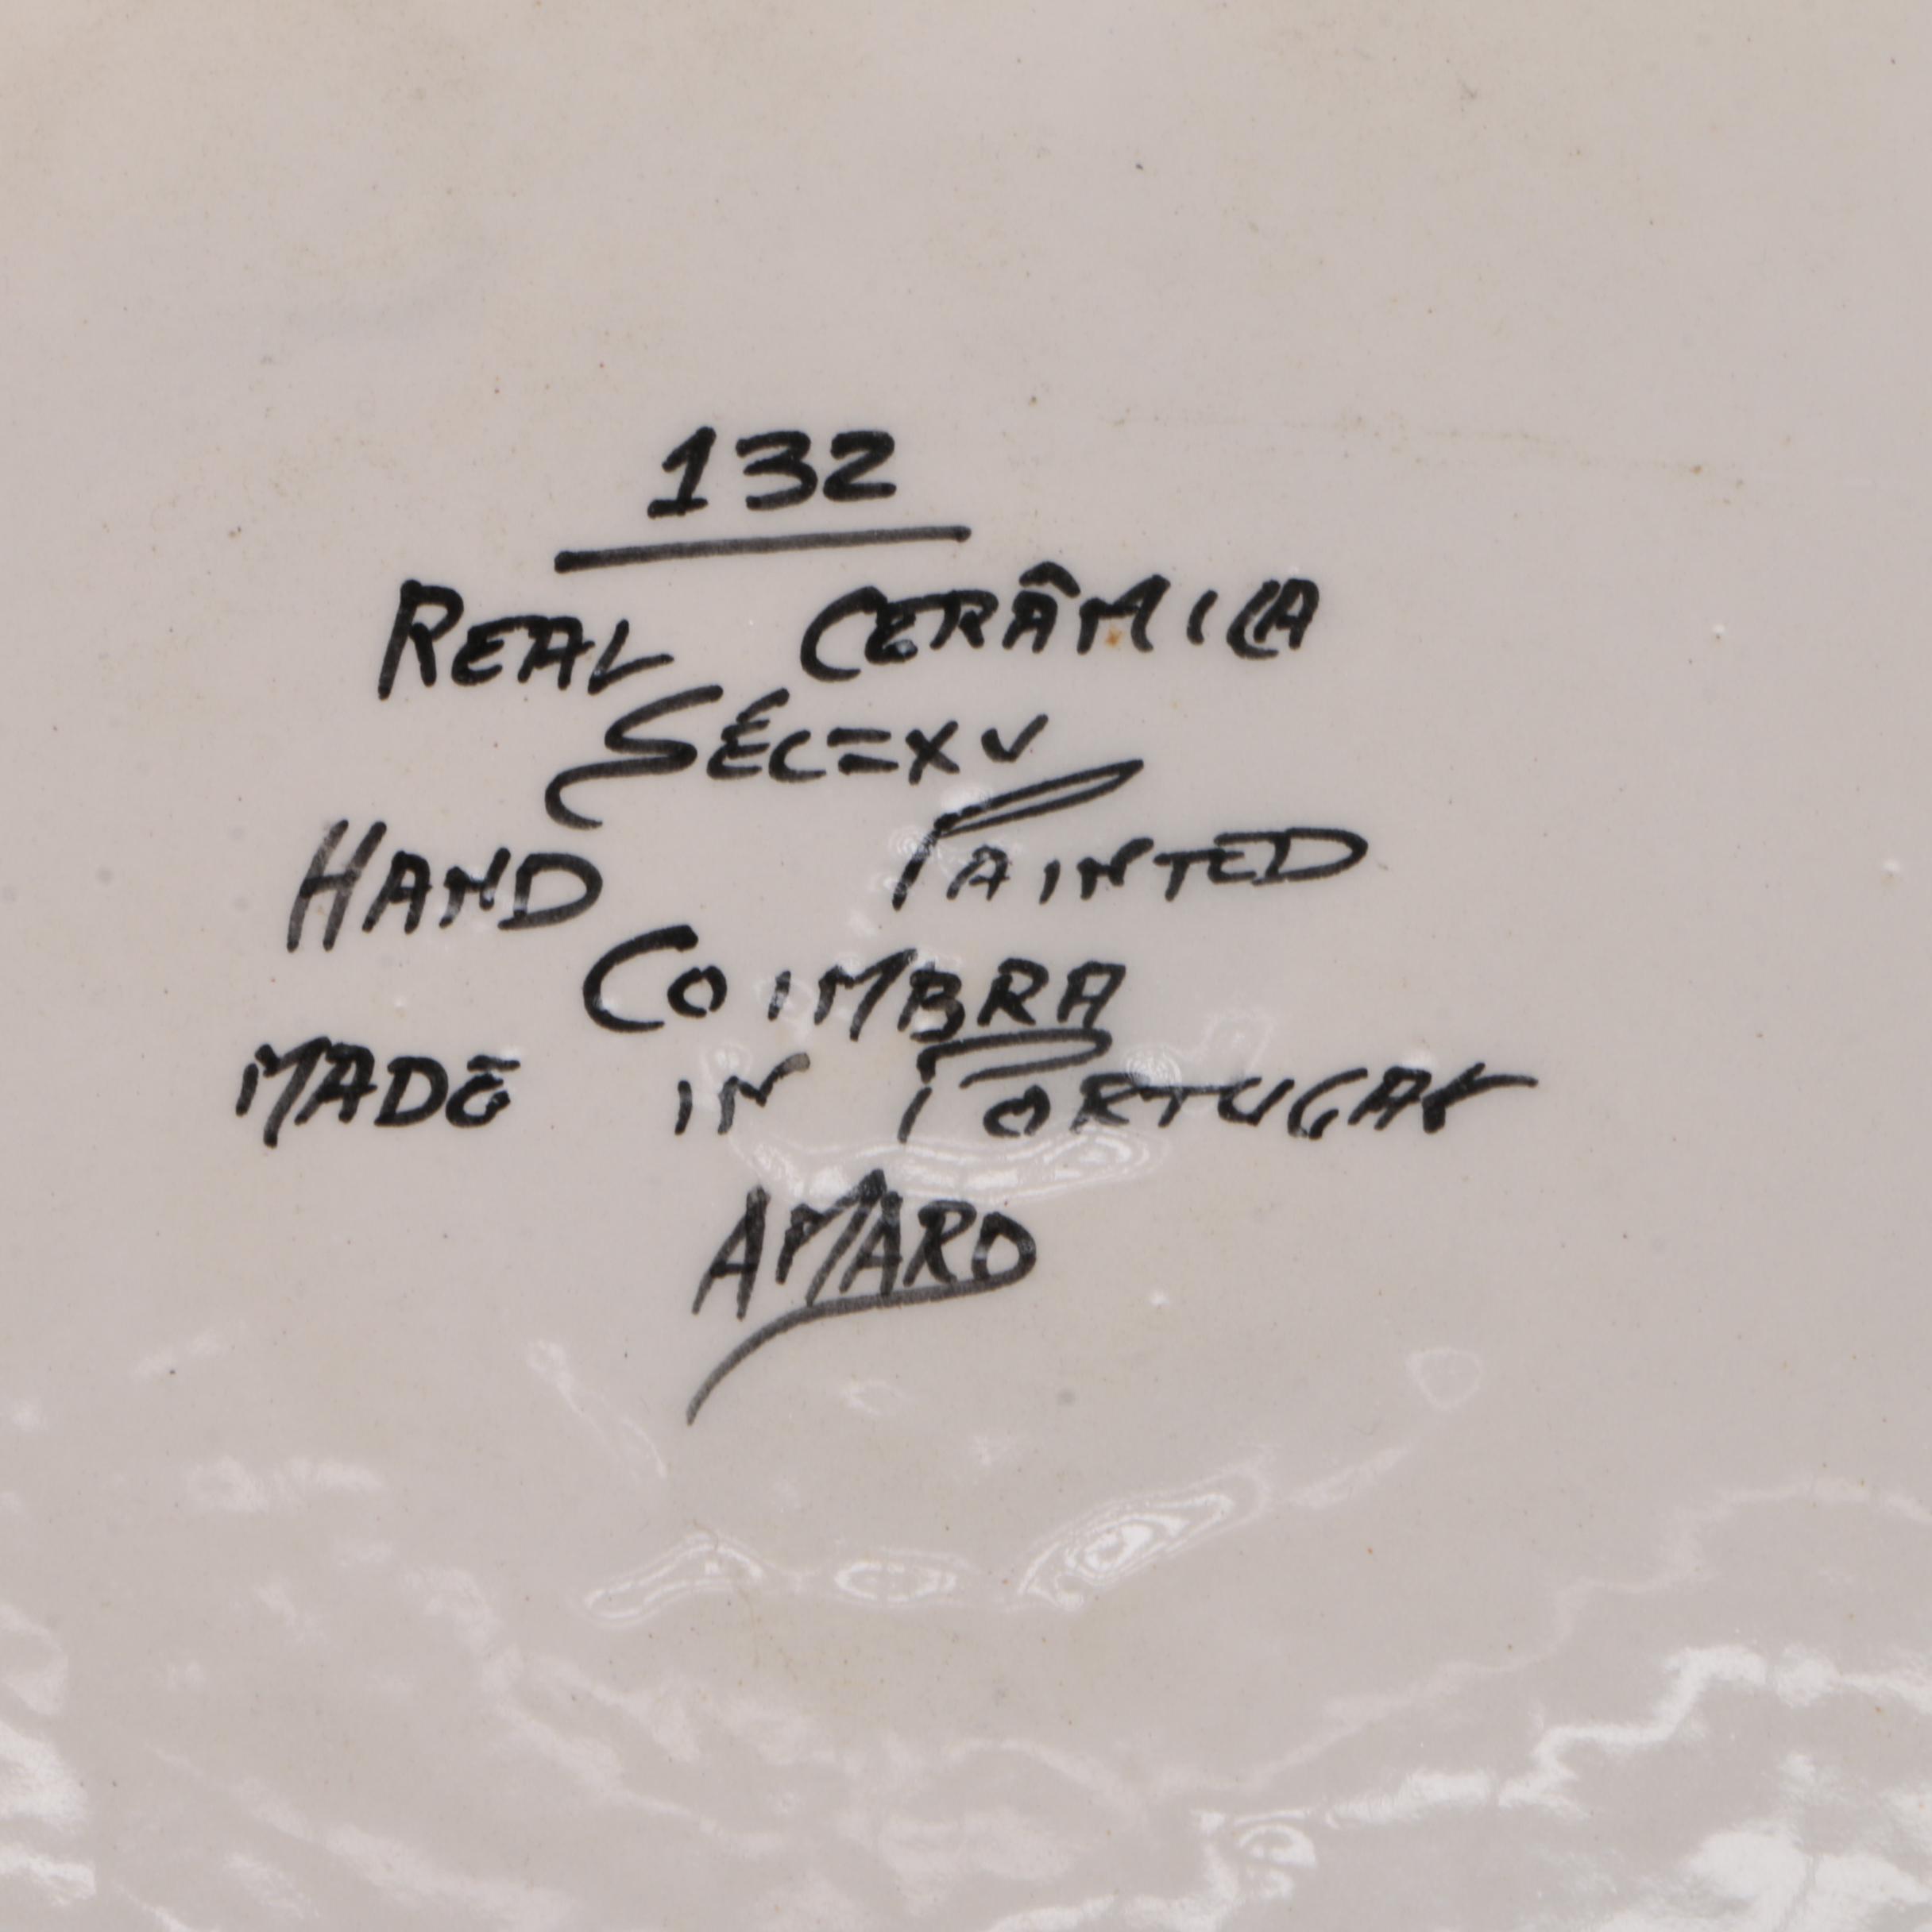 132
REAL CERÂMICA
SÉC=XV
HAND PAINTED
COIMBRA
MADE IN PORTUGAL
AMARO